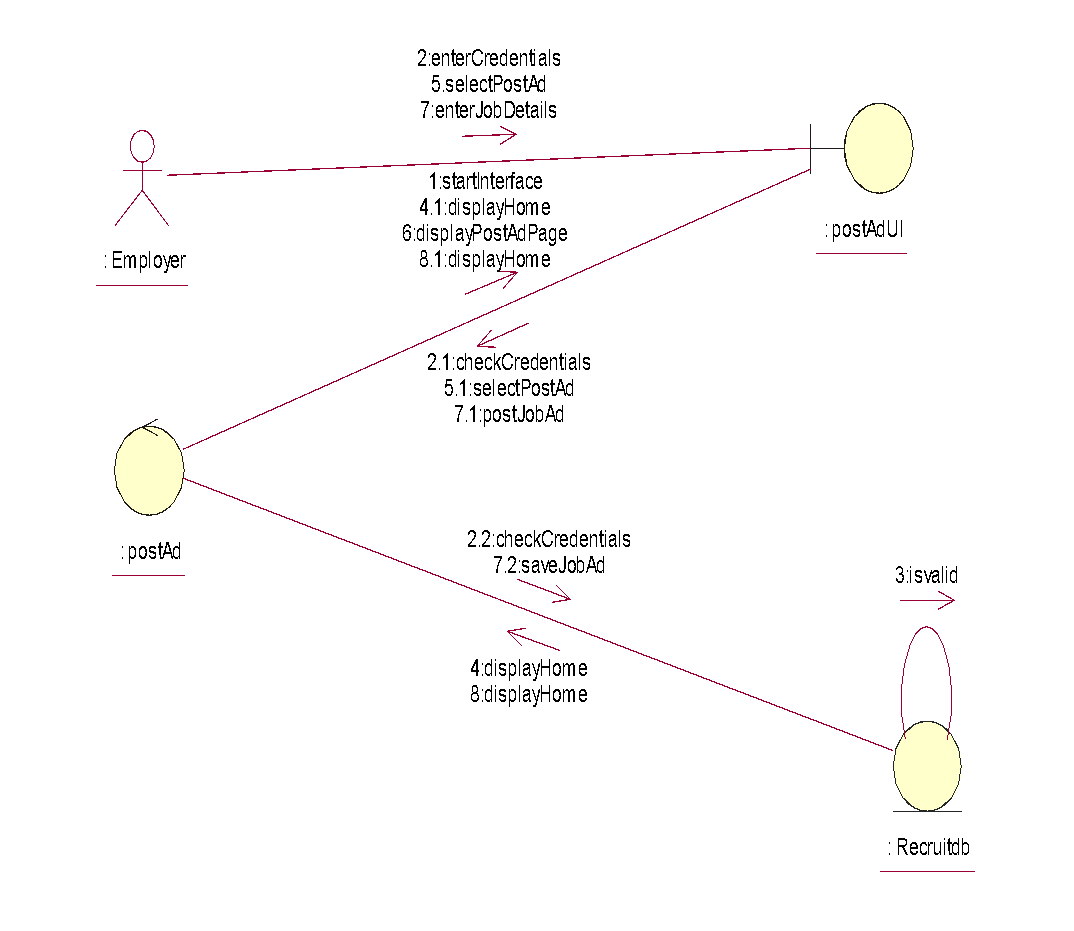 2:enterCredentials
5.selectPostAd
7:enterJobDetails
: Employer
: postAdUI
1:startInterface
4.1:displayHome
6:displayPostAdPage
8.1:displayHome
2.1:checkCredentials
5.1:selectPostAd
7.1:postJobAd
: postAd
2.2:checkCredentials
7.2:saveJobAd
3:isvalid
4:displayHome
8:displayHome
: Recruitdb